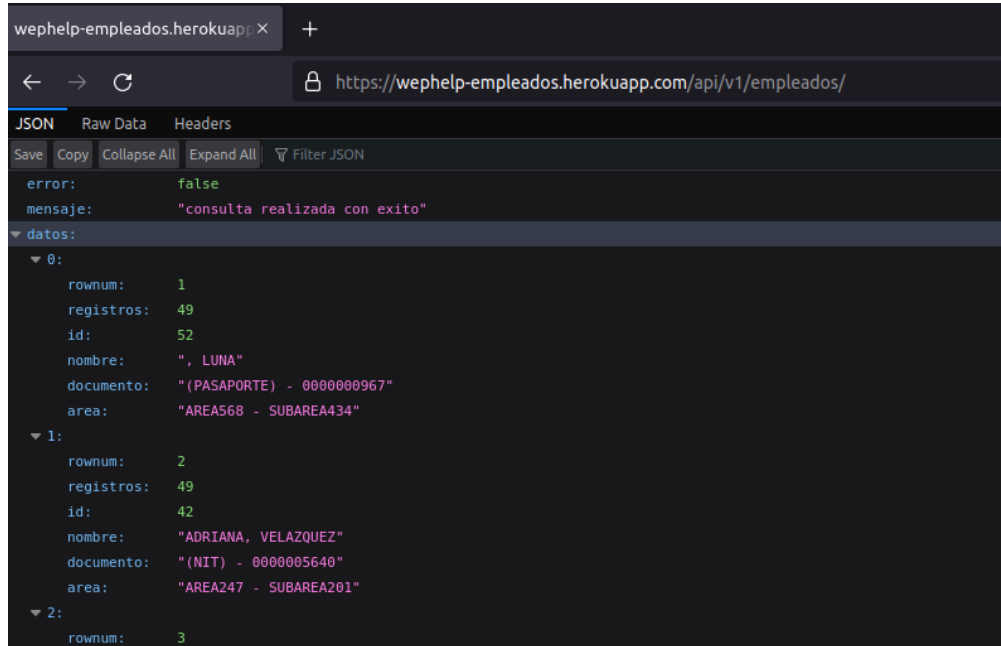 wephelp-empleados.herokuapp
https://wephelp-empleados.herokuapp.com/api/v1/empleados/
JSON Raw Data Headers
Save Copy Collapse All Expand All Filter JSON
error: false
mensaje: "consulta realizada con exito"
datos:
0:
rownum: 1
registros: 49
id: 52
nombre: ", LUNA"
documento: "(PASAPORTE) - 0000000967"
area: "AREA568 - SUBAREA434"
1:
rownum: 2
registros: 49
id: 42
nombre: "ADRIANA, VELAZQUEZ"
documento: "(NIT) - 0000005640"
area: "AREA247 - SUBAREA201"
2:
rownum: 3